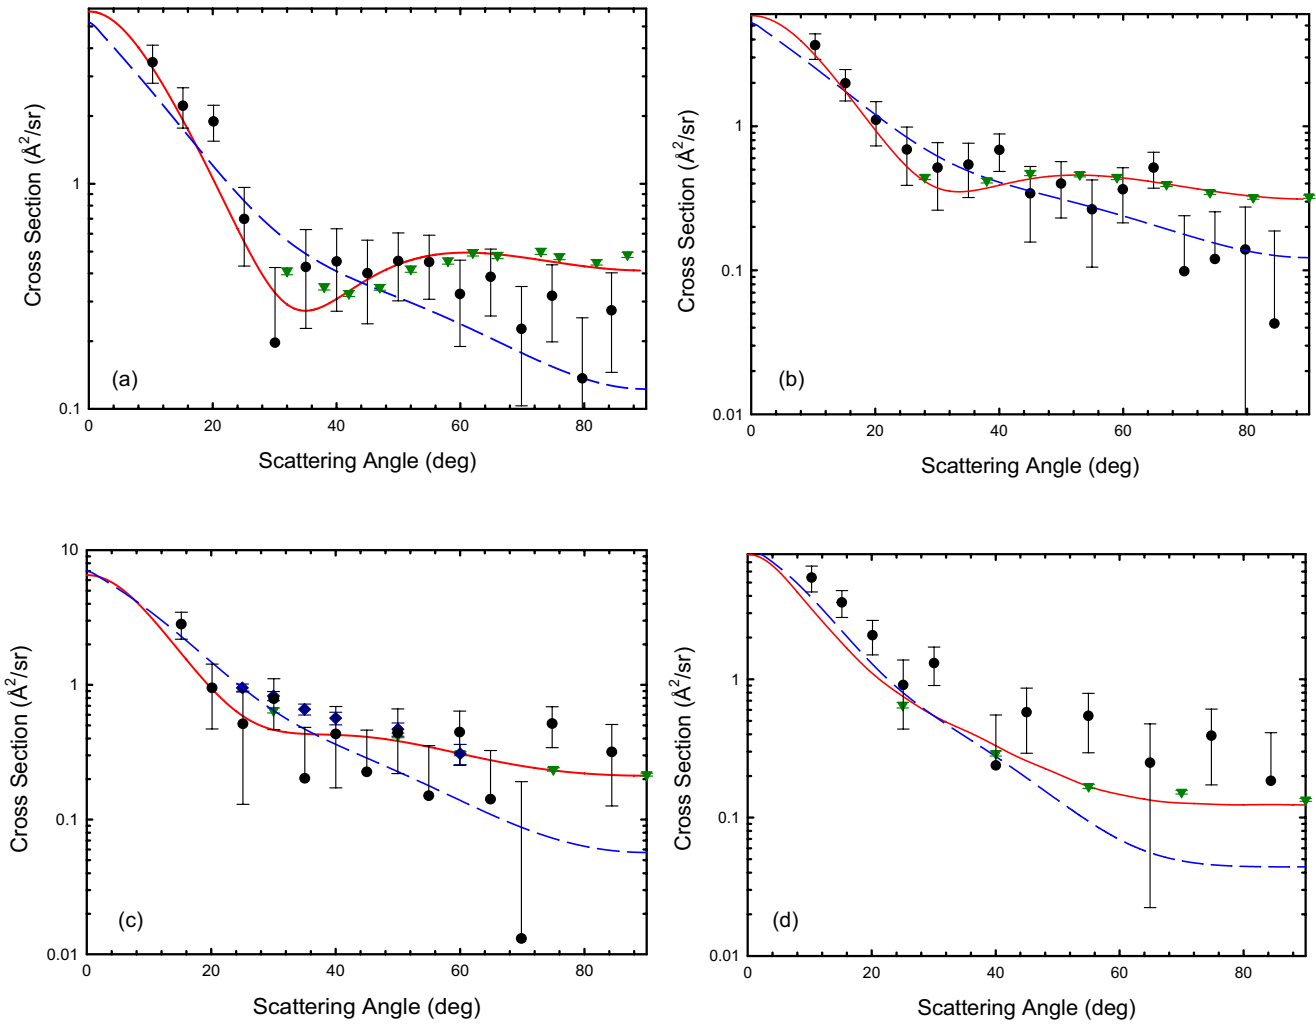 Cross Section (Å²/sr)
1
0.1
(a)
0 20 40 60 80
Scattering Angle (deg)
Cross Section (Å²/sr)
1
0.1
0.01
(b)
0 20 40 60 80
Scattering Angle (deg)
Cross Section (Å²/sr)
10
1
0.1
0.01
(c)
0 20 40 60 80
Scattering Angle (deg)
Cross Section (Å²/sr)
1
0.1
0.01
(d)
0 20 40 60 80
Scattering Angle (deg)